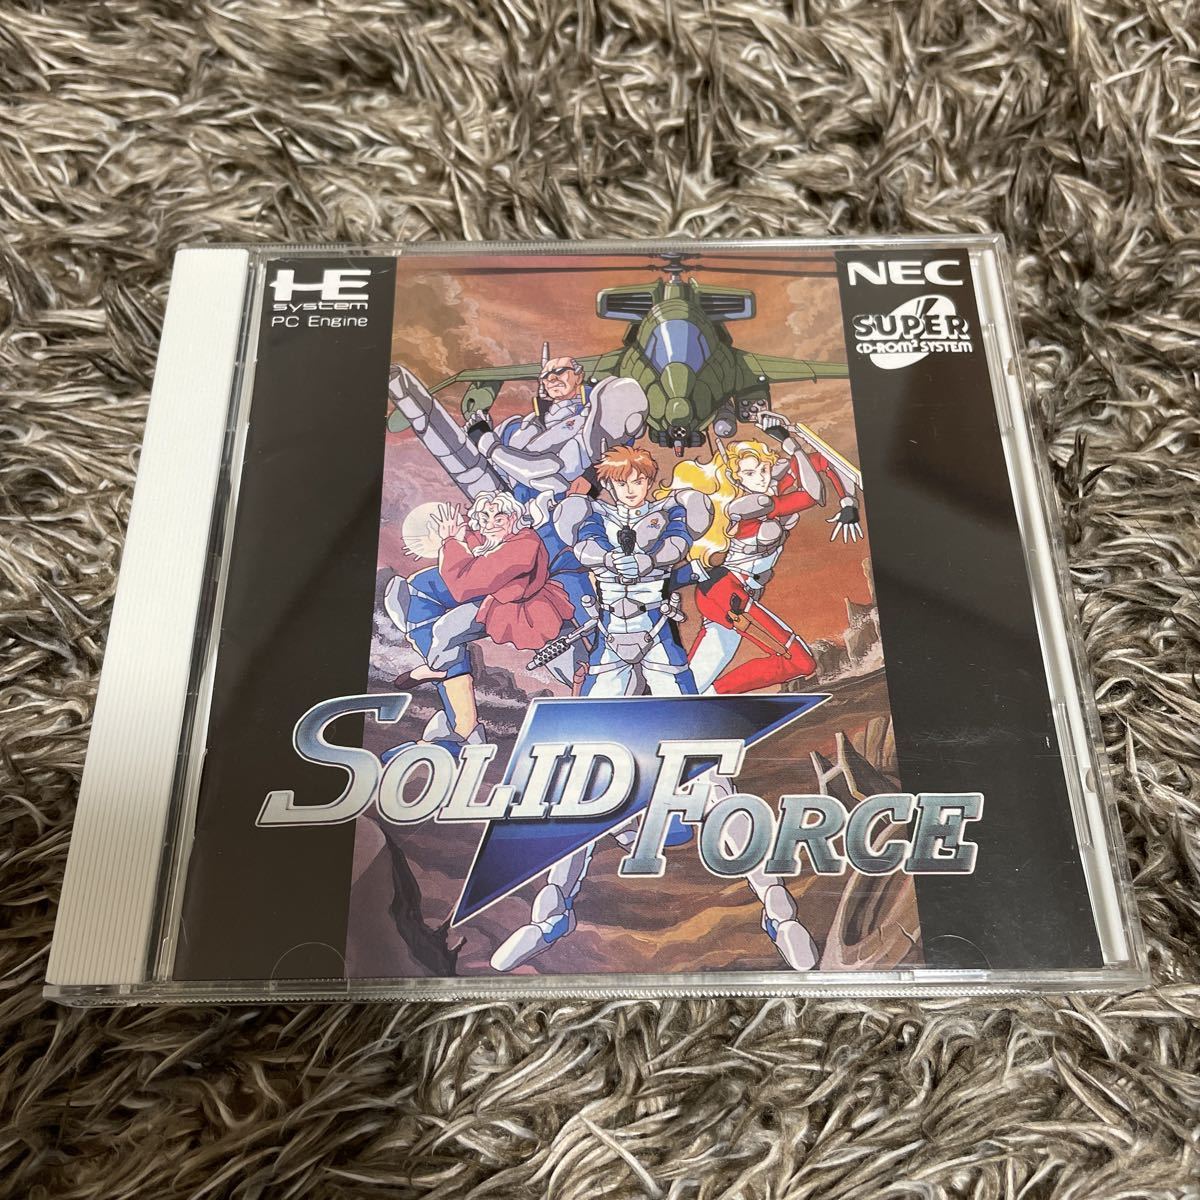 HE
system
PC Engine
NEC
SUPER
CD-ROM² SYSTEM
SOLID FORCE